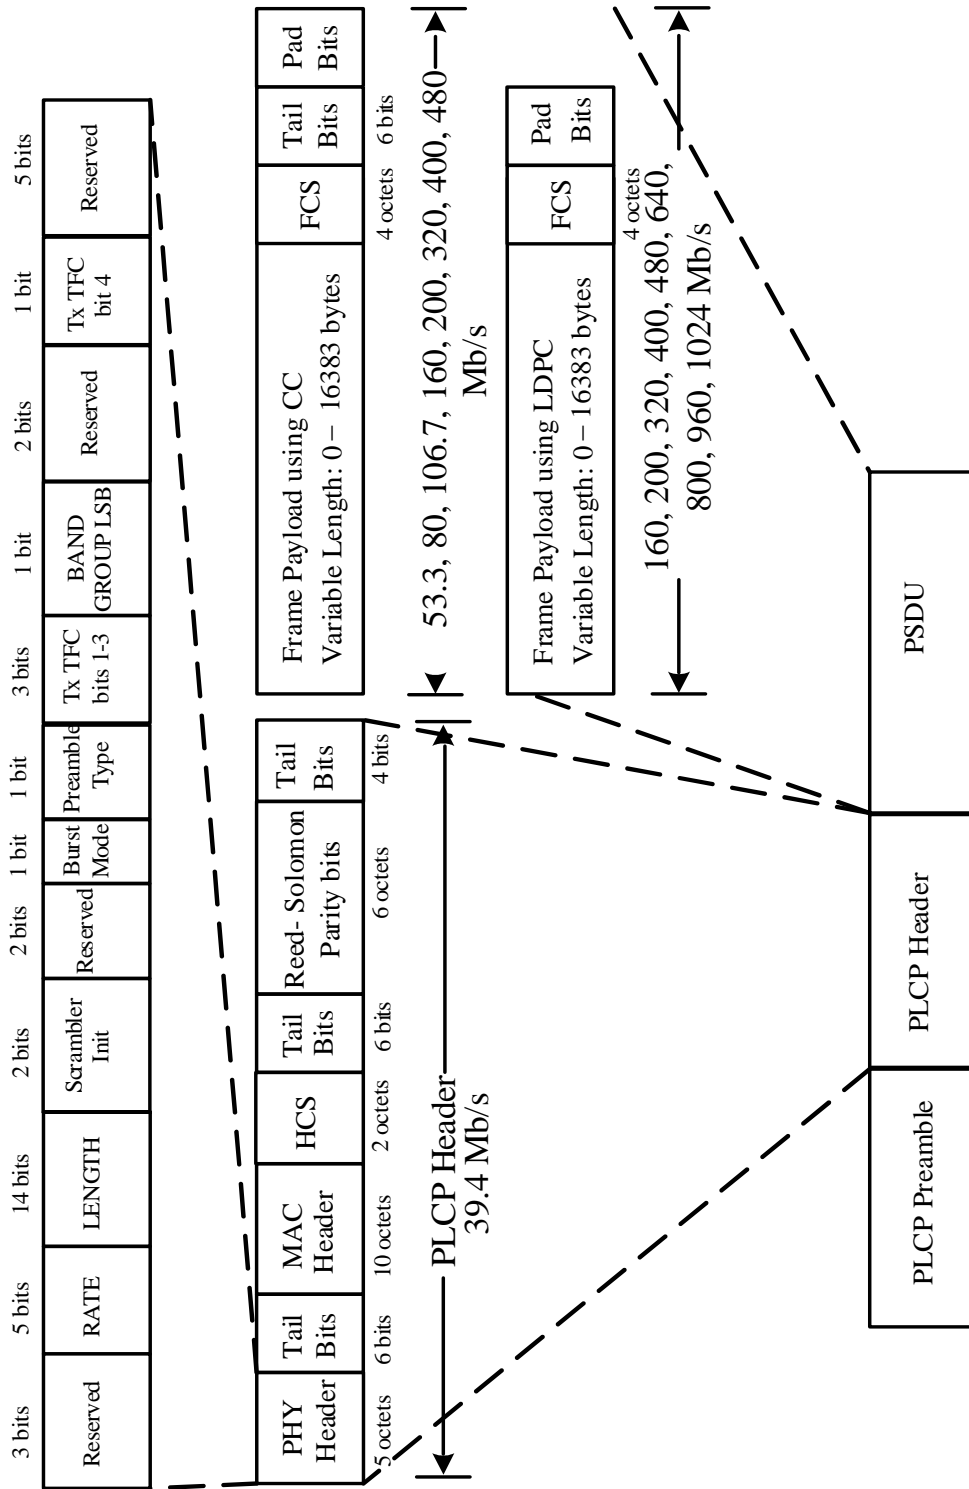 3 bits
5 bits
14 bits
2 bits
2 bits
1 bit
1 bit
3 bits
1 bit
2 bits
1 bit
5 bits
Reserved
RATE
LENGTH
Scrambler
Init
Reserved
Burst
Mode
Preamble
Type
Tx TFC
bits 1-3
BAND
GROUP LSB
Reserved
Tx TFC
bit 4
Reserved
PHY
Header
Tail
Bits
MAC
Header
HCS
Tail
Bits
Reed- Solomon
Parity bits
Tail
Bits
5 octets
6 bits
10 octets
2 octets
6 bits
6 octets
4 bits
PLCP Header
39.4 Mb/s
Frame Payload using CC
Variable Length: 0 – 16383 bytes
FCS
Tail
Bits
Pad
Bits
4 octets
6 bits
53.3, 80, 106.7, 160, 200, 320, 400, 480
Mb/s
Frame Payload using LDPC
Variable Length: 0 – 16383 bytes
FCS
Pad
Bits
4 octets
160, 200, 320, 400, 480, 640,
800, 960, 1024 Mb/s
PLCP Preamble
PLCP Header
PSDU